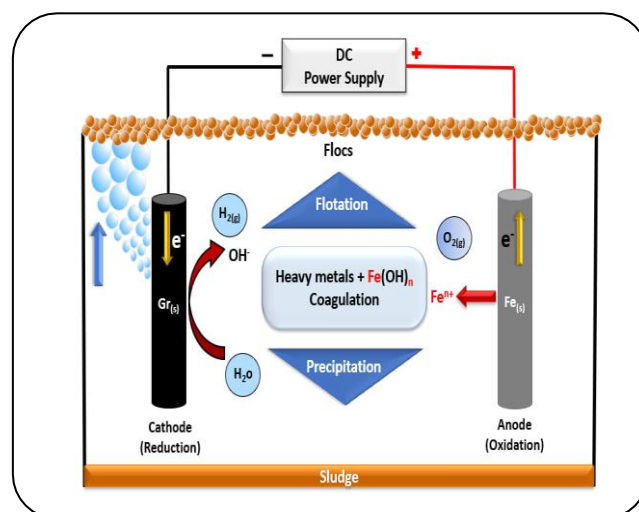 DC
Power Supply
−
+
Flocs
H2(g)
OH-
e-
Gr(s)
H2o
Cathode
(Reduction)
Flotation
Heavy metals + Fe(OH)n
Coagulation
Precipitation
O2(g)
Fen+
e-
Fe(s)
Anode
(Oxidation)
Sludge